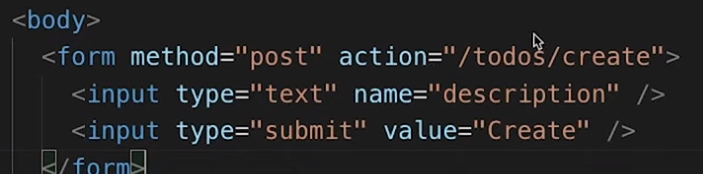 <body>
<form method="post" action="/todos/create">
<input type="text" name="description" />
<input type="submit" value="Create" />
</form>